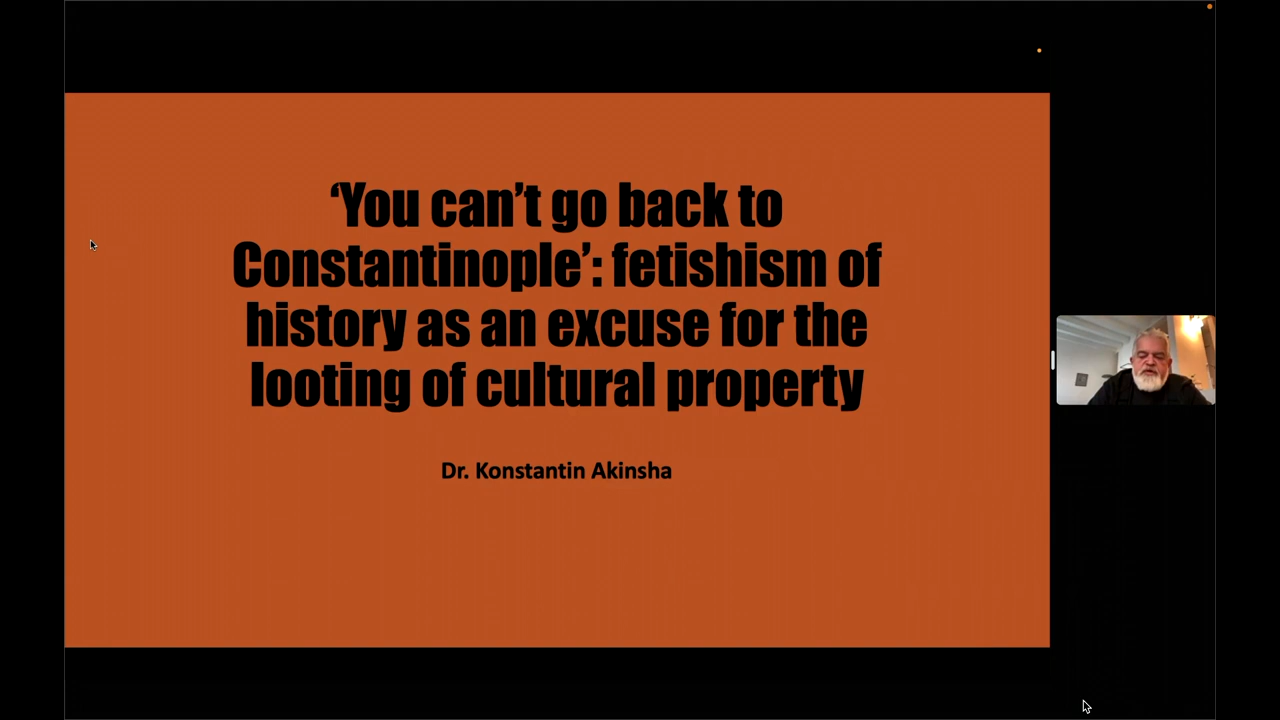 ‘You can’t go back to
Constantinople’: fetishism of
history as an excuse for the
looting of cultural property
Dr. Konstantin Akinsha